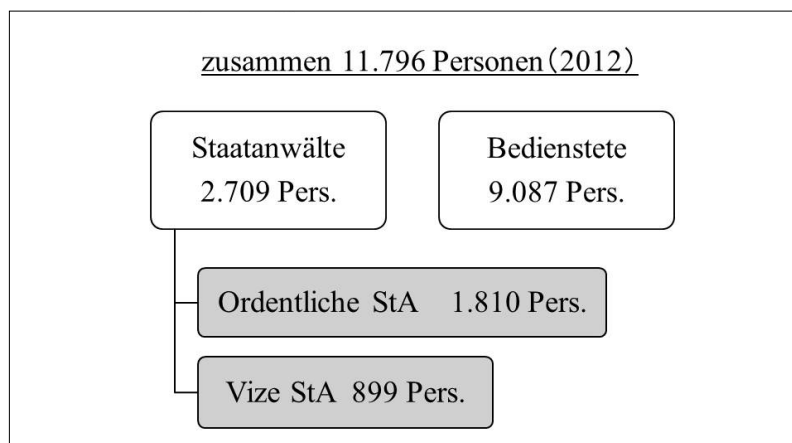 zusammen 11.796 Personen（2012）
Staatanwälte
2.709 Pers.
Bedienstete
9.087 Pers.
Ordentliche StA 1.810 Pers.
Vize StA 899 Pers.